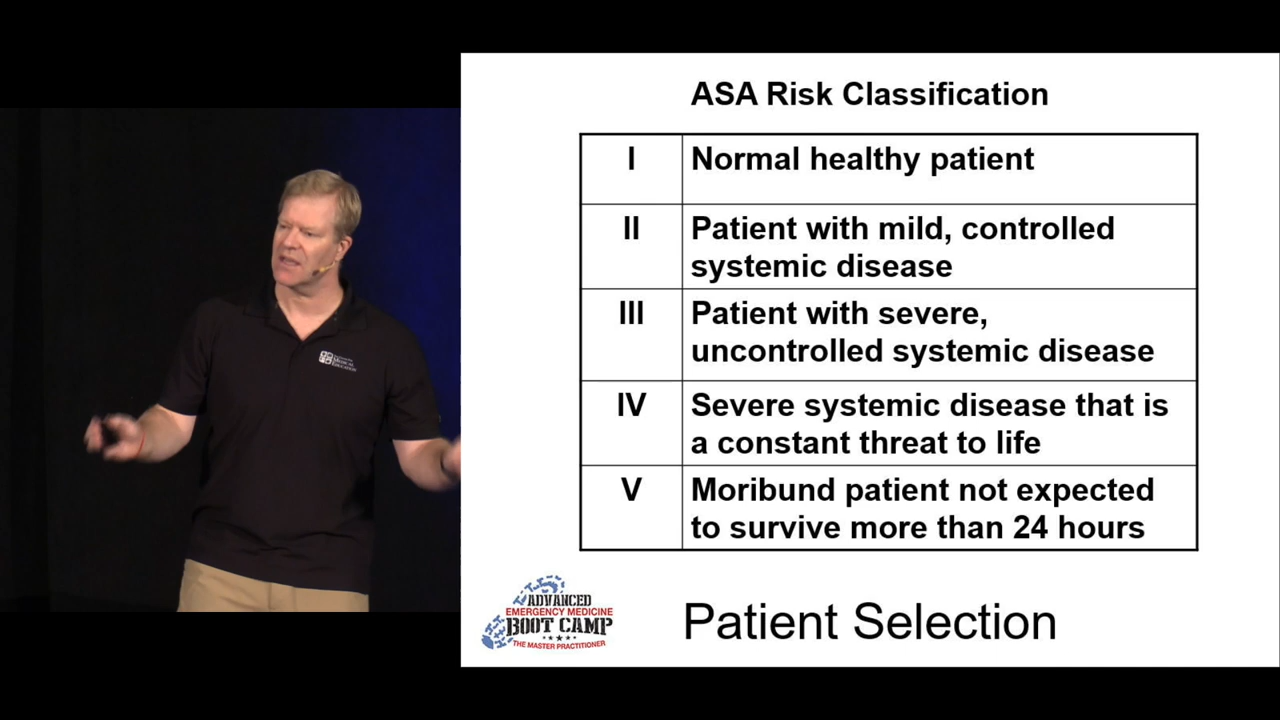 ASA Risk Classification
I Normal healthy patient
II Patient with mild, controlled
systemic disease
III Patient with severe,
uncontrolled systemic disease
IV Severe systemic disease that is
a constant threat to life
V Moribund patient not expected
to survive more than 24 hours
ADVANCED
EMERGENCY MEDICINE
BOOT CAMP
THE MASTER PRACTITIONER
Patient Selection
MEDICAL
EDUCATION